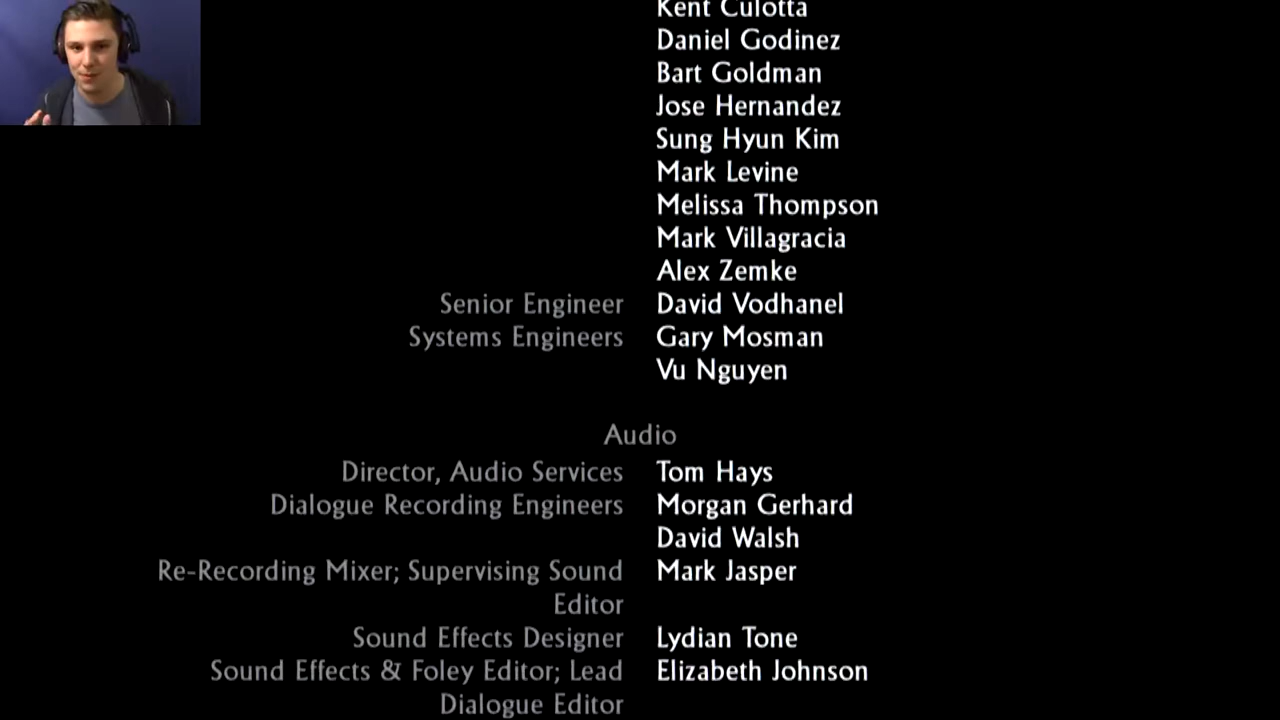 Kent Culotta
Daniel Godinez
Bart Goldman
Jose Hernandez
Sung Hyun Kim
Mark Levine
Melissa Thompson
Mark Villagracia
Alex Zemke
Senior Engineer David Vodhanel
Systems Engineers Gary Mosman
Vu Nguyen
Audio
Director, Audio Services Tom Hays
Dialogue Recording Engineers Morgan Gerhard
David Walsh
Re-Recording Mixer; Supervising Sound Mark Jasper
Editor
Sound Effects Designer Lydian Tone
Sound Effects & Foley Editor; Lead Elizabeth Johnson
Dialogue Editor